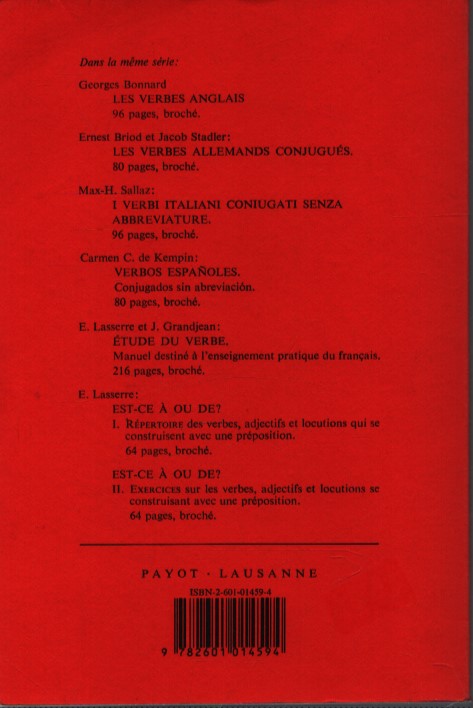 Dans la même série:
Georges Bonnard
LES VERBES ANGLAIS
96 pages, broché.
Ernest Briod et Jacob Stadler:
LES VERBES ALLEMANDS CONJUGUÉS.
80 pages, broché.
Max-H. Sallaz:
I VERBI ITALIANI CONIUGATI SENZA
ABBREVIATURE.
96 pages, broché.
Carmen C. de Kempin:
VERBOS ESPAÑOLES.
Conjugados sin abreviación.
80 pages, broché.
E. Lasserre et J. Grandjean:
ÉTUDE DU VERBE.
Manuel destiné à l'enseignement pratique du français.
216 pages, broché.
E. Lasserre:
EST-CE À OU DE?
I. RÉPERTOIRE des verbes, adjectifs et locutions qui se
construisent avec une préposition.
64 pages, broché.
EST-CE À OU DE?
II. EXERCICES sur les verbes, adjectifs et locutions se
construisant avec une préposition.
64 pages, broché.
PAYOT · LAUSANNE
ISBN-2-601-01459-4
9 782601 014594